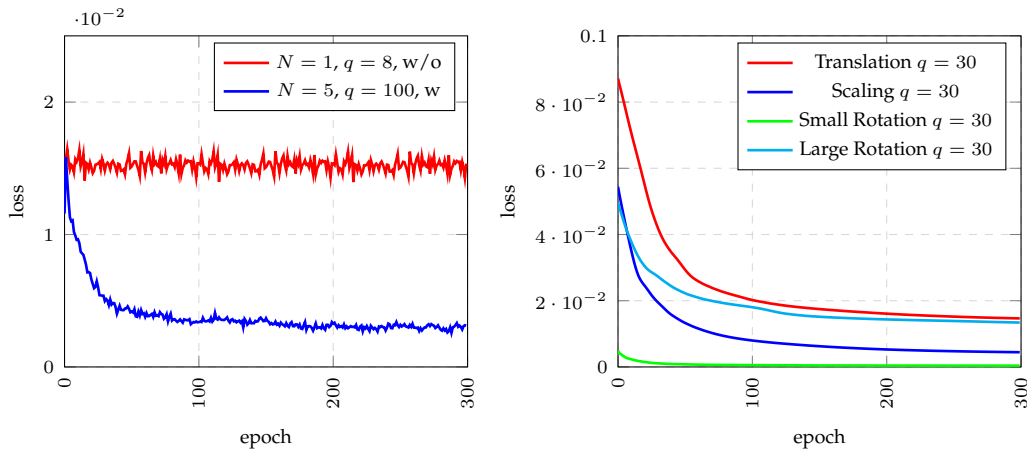 ·10⁻²
N = 1, q = 8, w/o
N = 5, q = 100, w
2
1
0
0
100
200
300
loss
epoch
0.1
8 · 10⁻²
6 · 10⁻²
4 · 10⁻²
2 · 10⁻²
0
Translation q = 30
Scaling q = 30
Small Rotation q = 30
Large Rotation q = 30
0
100
200
300
loss
epoch